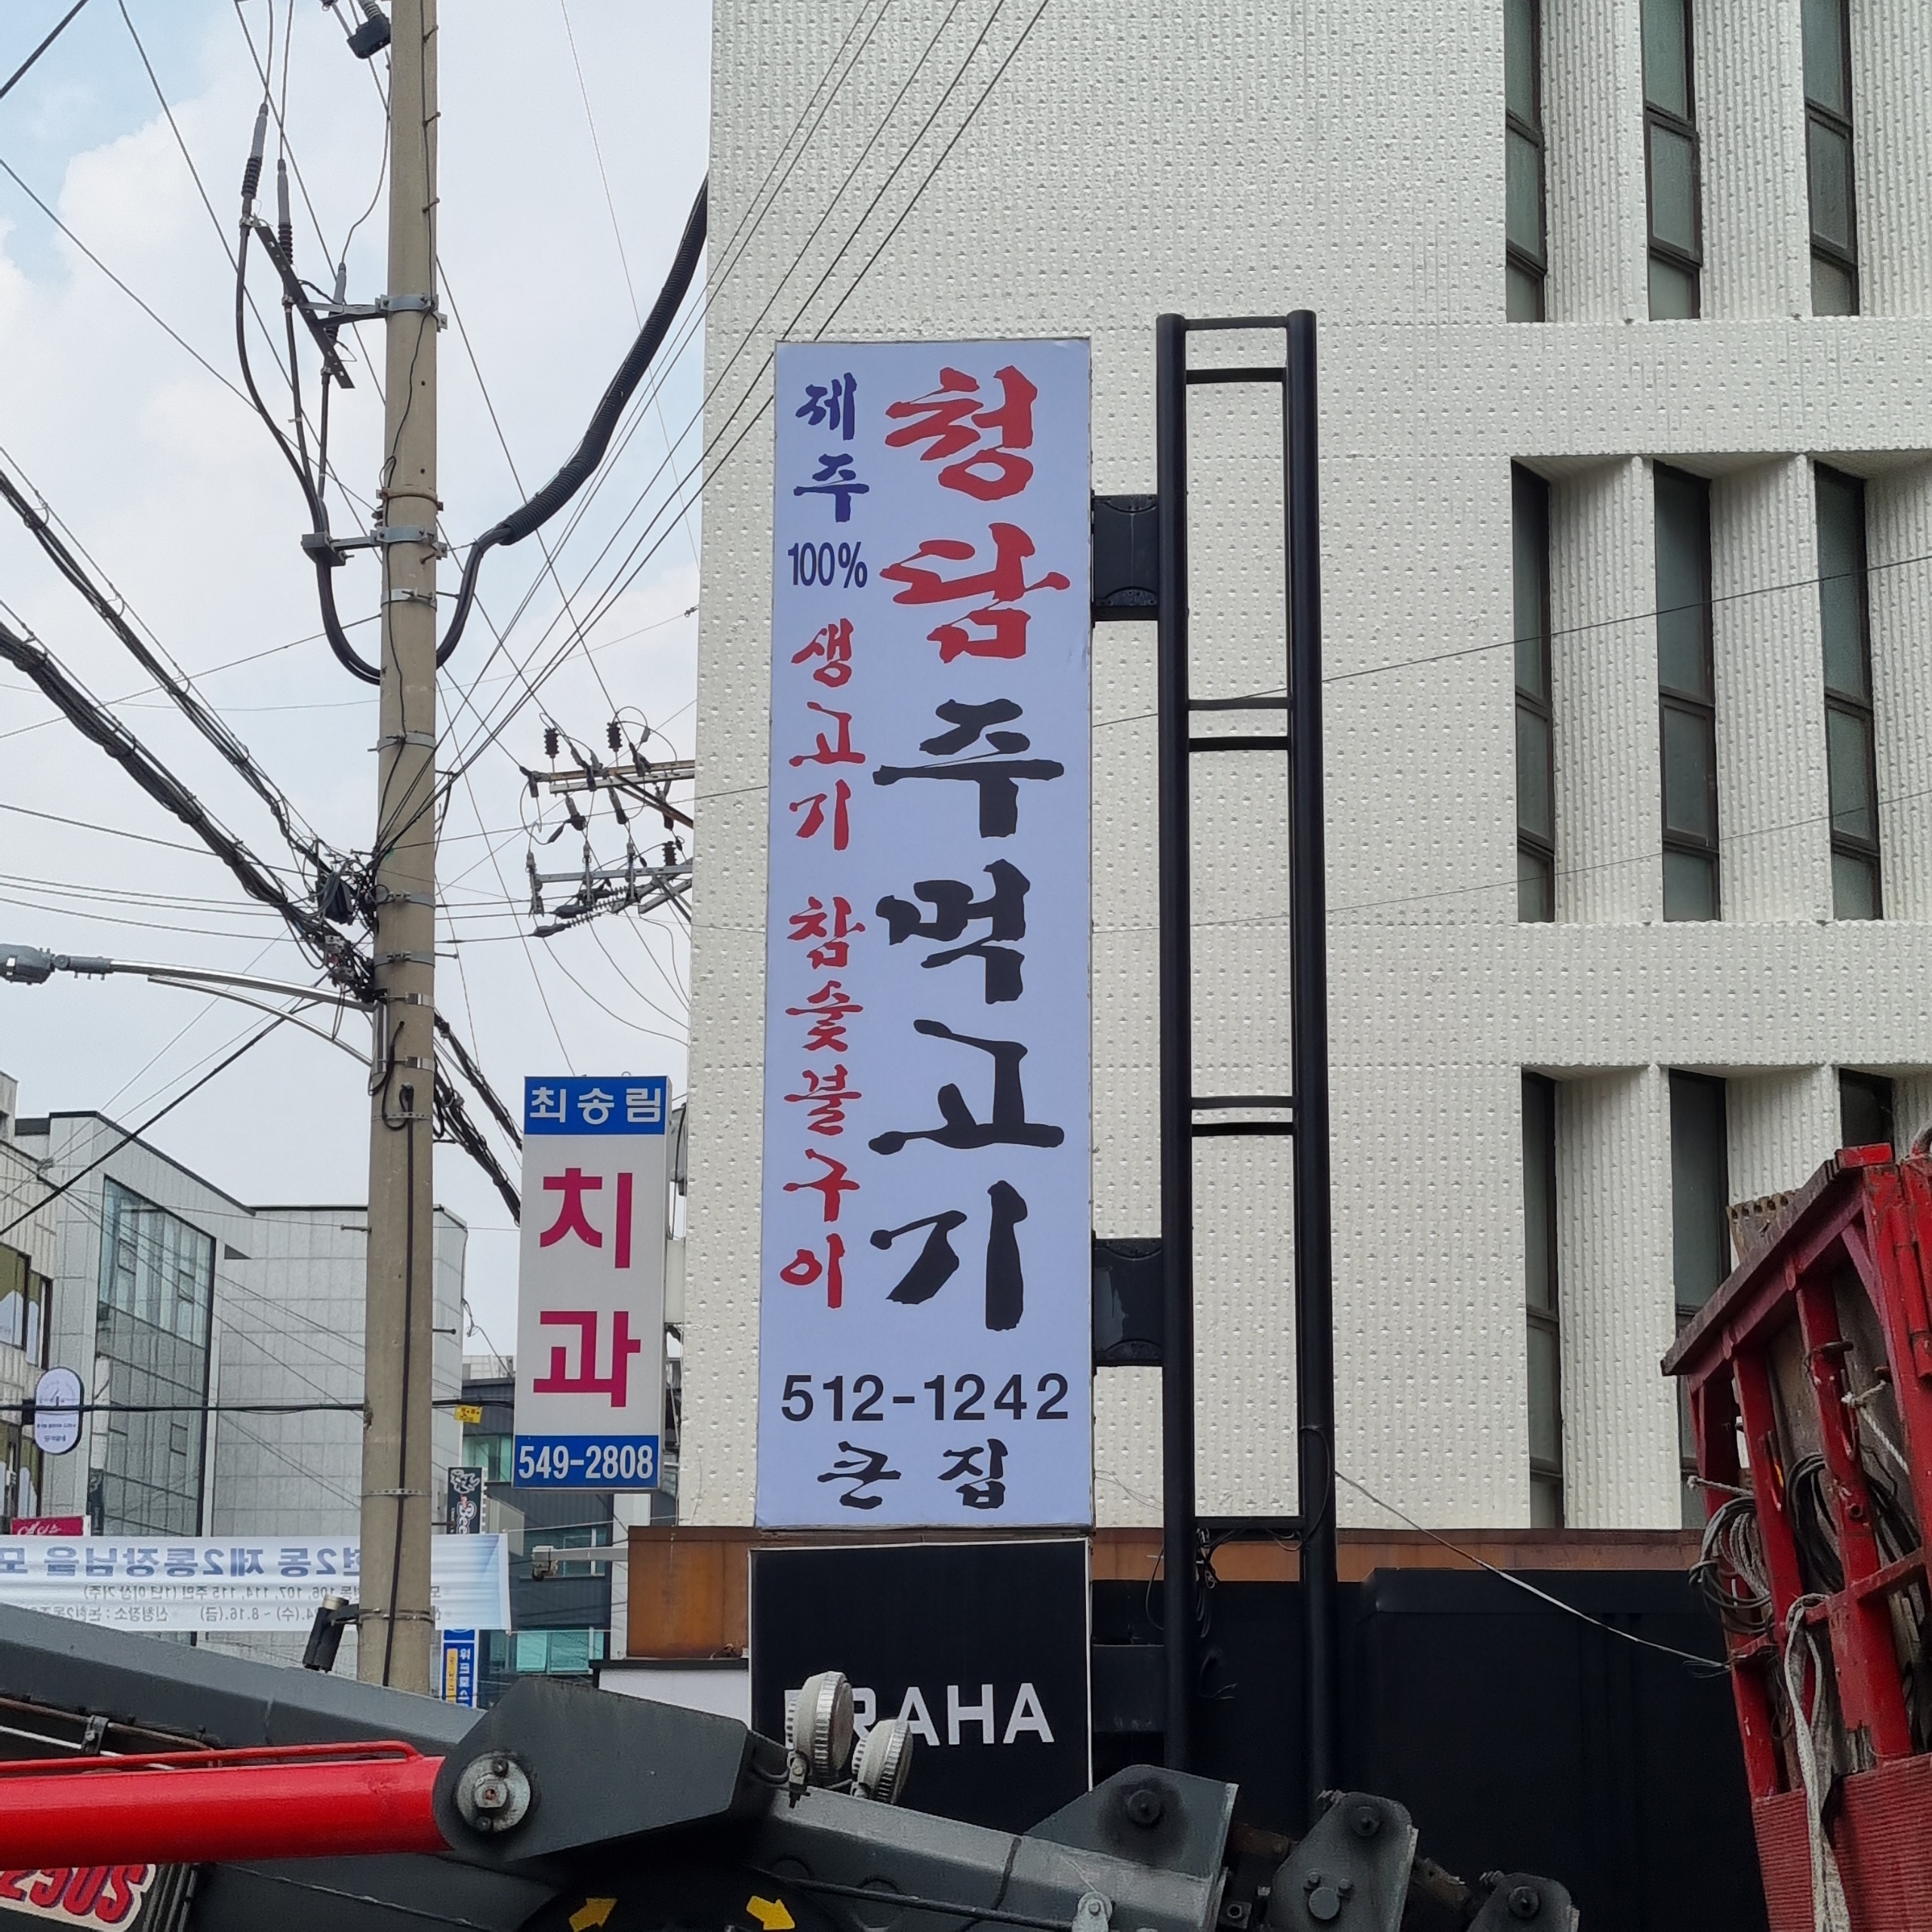 제주 100% 생고기 참숯불구이
청담주먹고기
512-1242
큰집
최송림
치과
549-2808
RAHA
250S